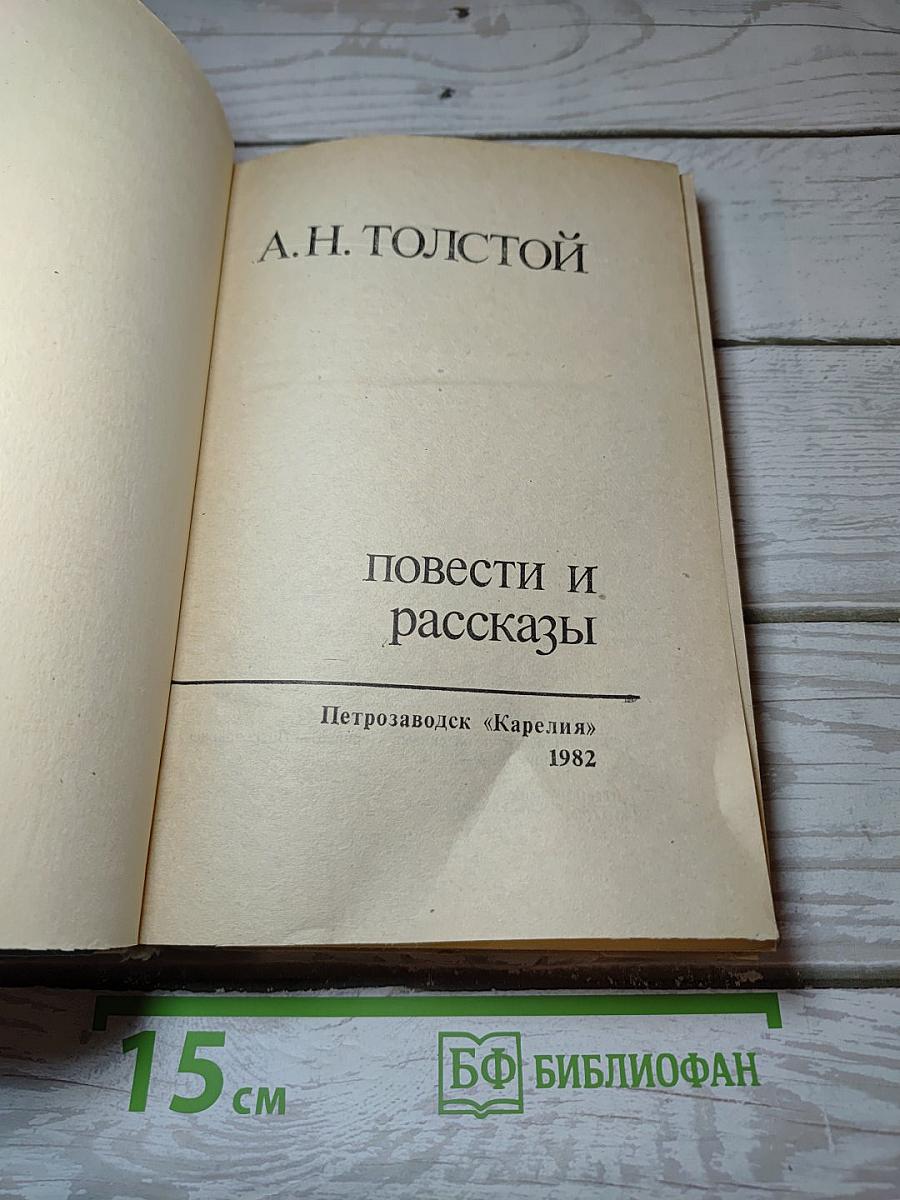 А.Н.ТОЛСТОЙ
повести и
рассказы
Петрозаводск «Карелия»
1982
15 см
БФ БИБЛИОФАН